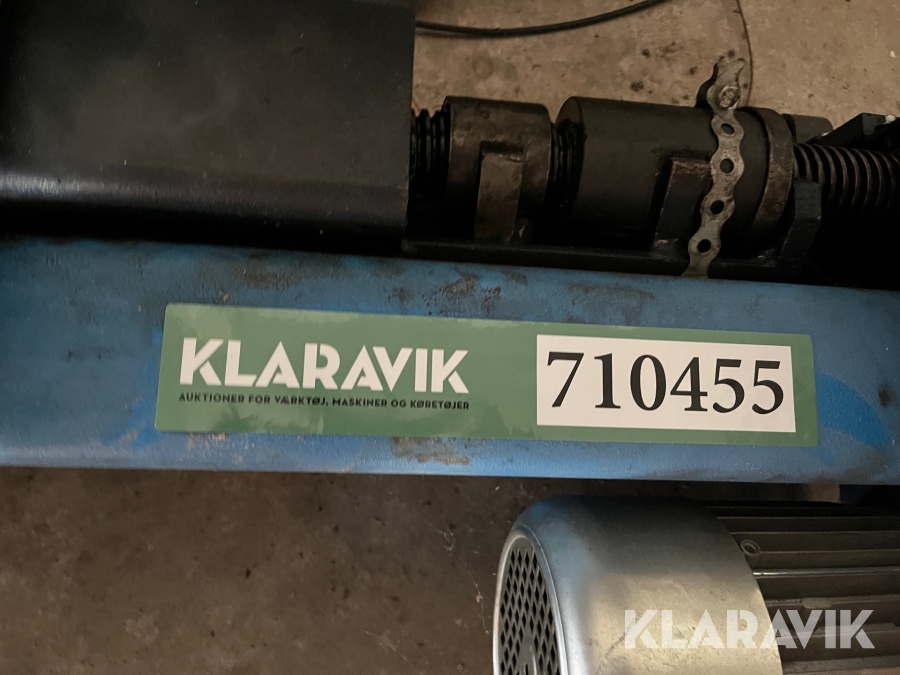 KLARAVIK
AUKTIONER FOR VÆRKTØJ, MASKINER OG KØRETØJER
710455
KLARAVIK